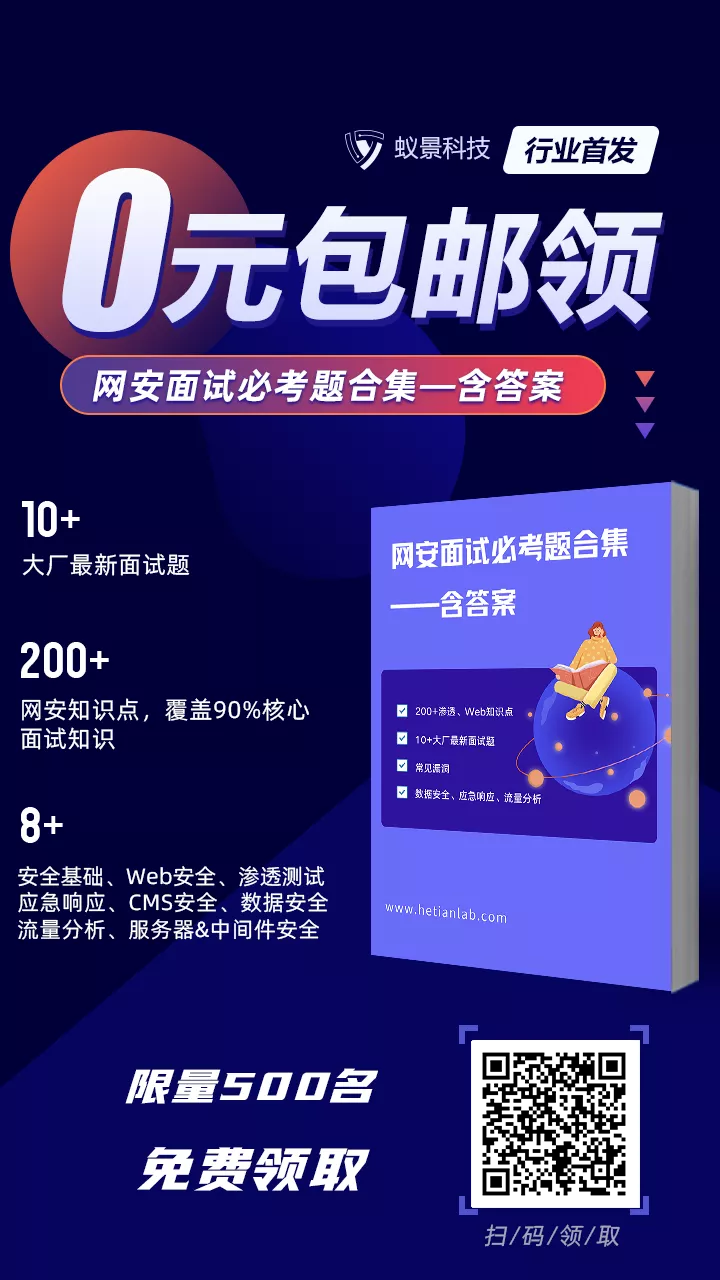 蚁景科技
行业首发
0元包邮领
网安面试必考题合集—含答案
10+
大厂最新面试题
200+
网安知识点，覆盖90%核心
面试知识
8+
安全基础、Web安全、渗透测试
应急响应、CMS安全、数据安全
流量分析、服务器&中间件安全
网安面试必考题合集
——含答案
200+渗透、Web知识点
10+大厂最新面试题
常见漏洞
数据安全、应急响应、流量分析
www.hetianlab.com
限量500名
免费领取
扫/码/领/取